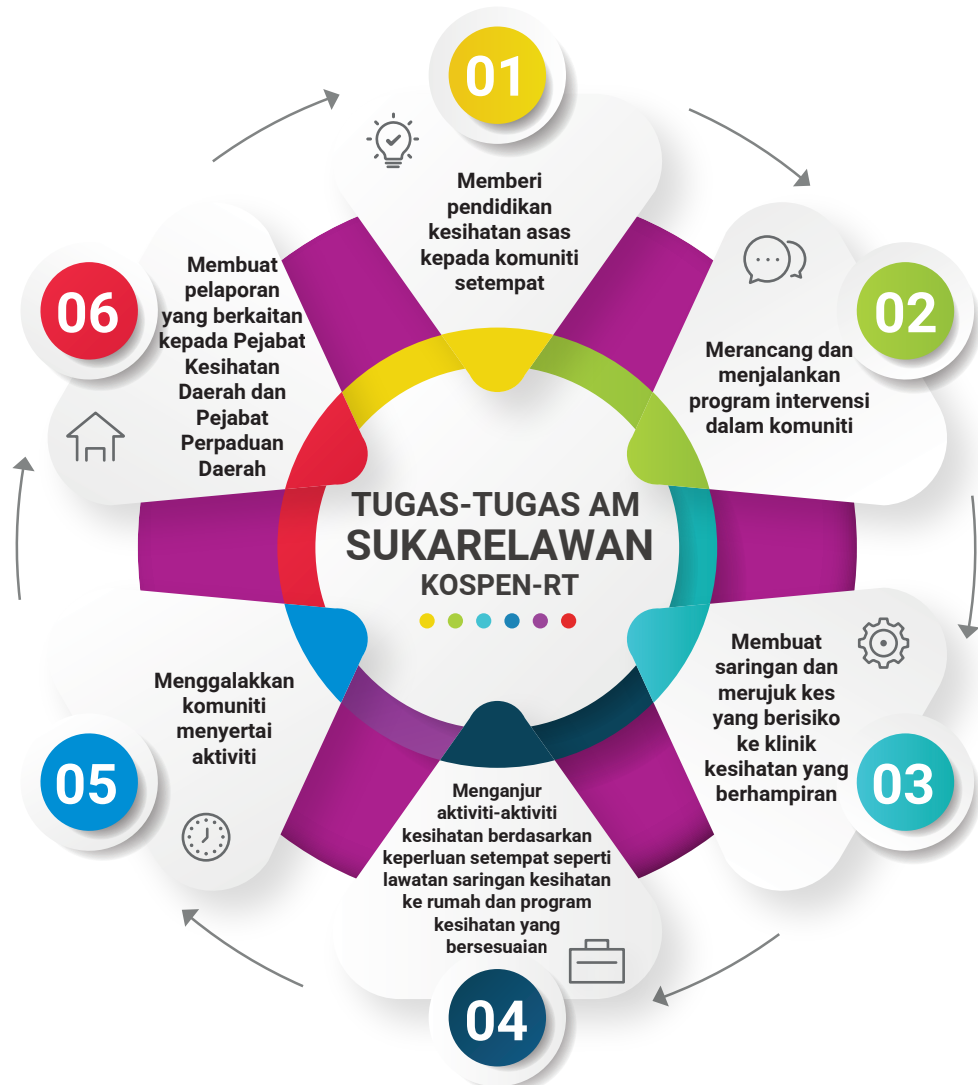 TUGAS-TUGAS AM
SUKARELAWAN
KOSPEN-RT
01
Memberi
pendidikan
kesihatan asas
kepada komuniti
setempat
02
Merancang dan
menjalankan
program intervensi
dalam komuniti
03
Membuat
saringan dan
merujuk kes
yang berisiko
ke klinik
kesihatan yang
berhampiran
04
Menganjur
aktiviti-aktiviti
kesihatan berdasarkan
keperluan setempat seperti
lawatan saringan kesihatan
ke rumah dan program
kesihatan yang
bersesuaian
05
Menggalakkan
komuniti
menyertai
aktiviti
06
Membuat
pelaporan
yang berkaitan
kepada Pejabat
Kesihatan
Daerah dan
Pejabat
Perpaduan
Daerah